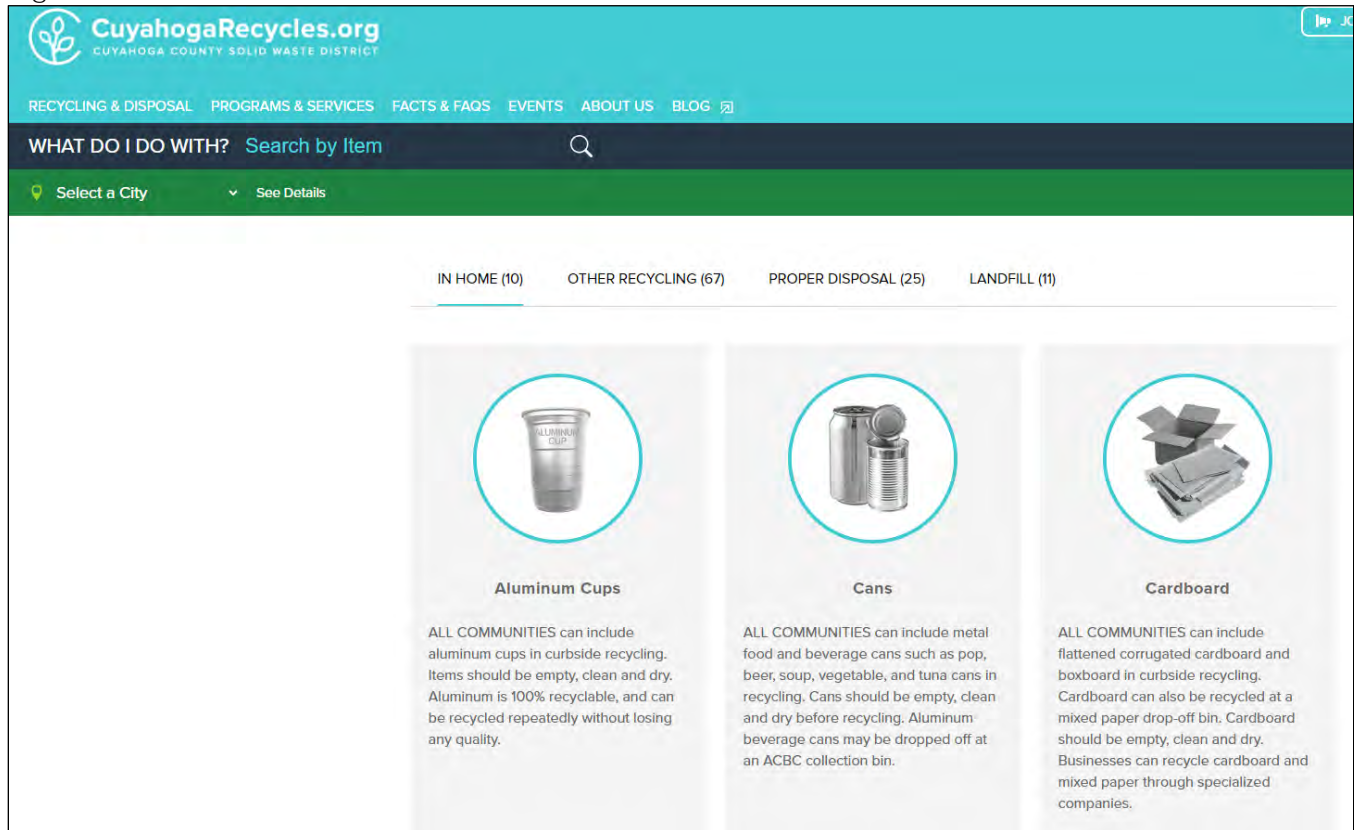 CuyahogaRecycles.org
CUYAHOGA COUNTY SOLID WASTE DISTRICT
RECYCLING & DISPOSAL PROGRAMS & SERVICES FACTS & FAQS EVENTS ABOUT US BLOG
WHAT DO I DO WITH? Search by Item
Select a City See Details
IN HOME (10) OTHER RECYCLING (67) PROPER DISPOSAL (25) LANDFILL (11)
ALUMINUM
CUP
Aluminum Cups
ALL COMMUNITIES can include
aluminum cups in curbside recycling.
Items should be empty, clean and dry.
Aluminum is 100% recyclable, and can
be recycled repeatedly without losing
any quality.
Cans
ALL COMMUNITIES can include metal
food and beverage cans such as pop,
beer, soup, vegetable, and tuna cans in
recycling. Cans should be empty, clean
and dry before recycling. Aluminum
beverage cans may be dropped off at
an ACBC collection bin.
Cardboard
ALL COMMUNITIES can include
flattened corrugated cardboard and
boxboard in curbside recycling.
Cardboard can also be recycled at a
mixed paper drop-off bin. Cardboard
should be empty, clean and dry.
Businesses can recycle cardboard and
mixed paper through specialized
companies.